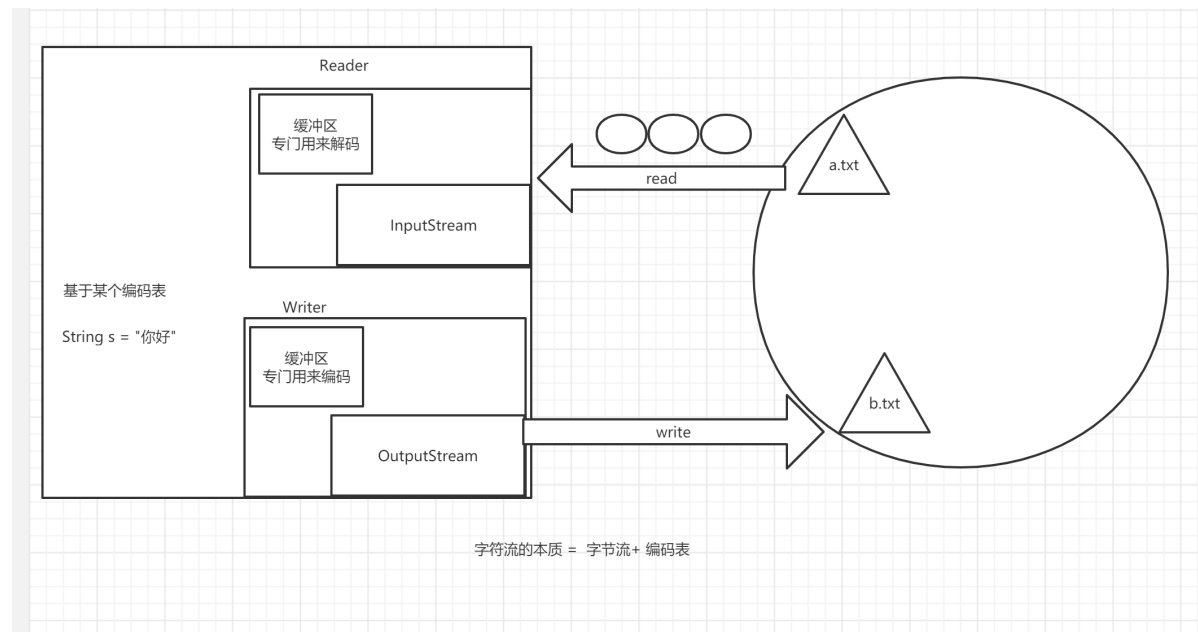 Reader
缓冲区
专门用来解码
read
a.txt
InputStream
基于某个编码表
Writer
String s = "你好"
缓冲区
专门用来编码
b.txt
write
OutputStream
字符流的本质 = 字节流+ 编码表